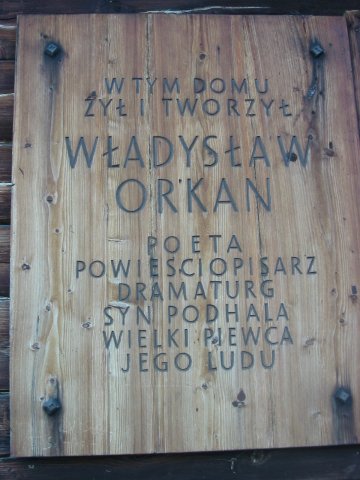 W TYM DOMU
ŻYŁ I TWORZYŁ
WŁADYSŁAW
ORKAN
POETA
POWIEŚCIOPISARZ
DRAMATURG
SYN PODHALA
WIELKI PIEWCA
JEGO LUDU